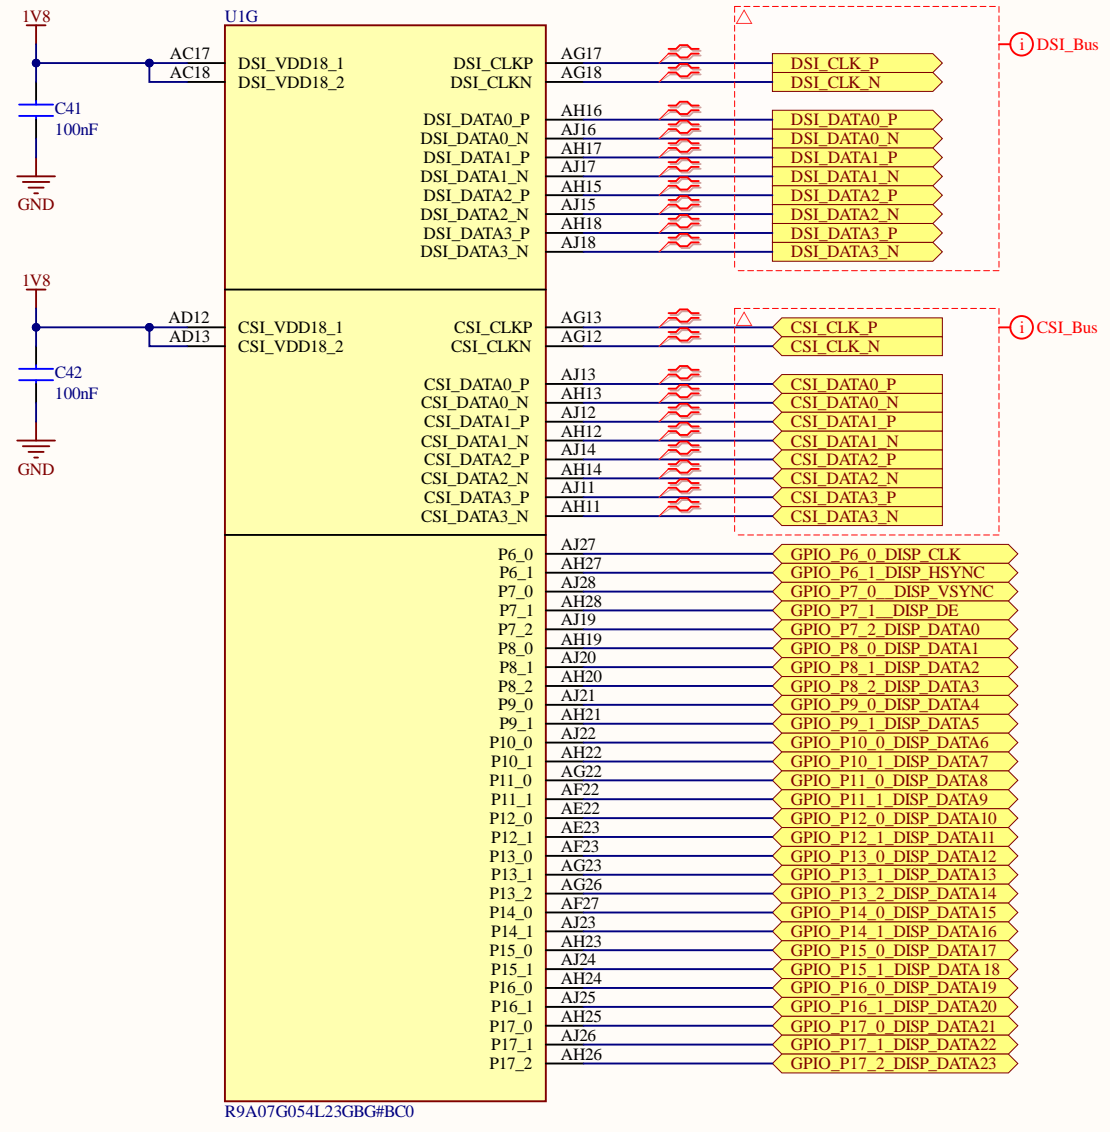 1V8 U1G
AC17 DSI_VDD18_1 DSI_CLKP AG17 DSI_CLK_P
AC18 DSI_VDD18_2 DSI_CLKN AG18 DSI_CLK_N
i DSI_Bus
C41
100nF
GND
DSI_DATA0_P AH16 DSI_DATA0_P
DSI_DATA0_N AJ16 DSI_DATA0_N
DSI_DATA1_P AH17 DSI_DATA1_P
DSI_DATA1_N AJ17 DSI_DATA1_N
DSI_DATA2_P AH15 DSI_DATA2_P
DSI_DATA2_N AJ15 DSI_DATA2_N
DSI_DATA3_P AH18 DSI_DATA3_P
DSI_DATA3_N AJ18 DSI_DATA3_N
1V8
AD12 CSI_VDD18_1 CSI_CLKP AG13 CSI_CLK_P
AD13 CSI_VDD18_2 CSI_CLKN AG12 CSI_CLK_N
i CSI_Bus
C42
100nF
GND
CSI_DATA0_P AJ13 CSI_DATA0_P
CSI_DATA0_N AH13 CSI_DATA0_N
CSI_DATA1_P AJ12 CSI_DATA1_P
CSI_DATA1_N AH12 CSI_DATA1_N
CSI_DATA2_P AJ14 CSI_DATA2_P
CSI_DATA2_N AH14 CSI_DATA2_N
CSI_DATA3_P AJ11 CSI_DATA3_P
CSI_DATA3_N AH11 CSI_DATA3_N
P6_0 AJ27 GPIO_P6_0_DISP_CLK
P6_1 AH27 GPIO_P6_1_DISP_HSYNC
P7_0 AJ28 GPIO_P7_0__DISP_VSYNC
P7_1 AH28 GPIO_P7_1__DISP_DE
P7_2 AJ19 GPIO_P7_2_DISP_DATA0
P8_0 AH19 GPIO_P8_0_DISP_DATA1
P8_1 AJ20 GPIO_P8_1_DISP_DATA2
P8_2 AH20 GPIO_P8_2_DISP_DATA3
P9_0 AJ21 GPIO_P9_0_DISP_DATA4
P9_1 AH21 GPIO_P9_1_DISP_DATA5
P10_0 AJ22 GPIO_P10_0_DISP_DATA6
P10_1 AH22 GPIO_P10_1_DISP_DATA7
P11_0 AG22 GPIO_P11_0_DISP_DATA8
P11_1 AF22 GPIO_P11_1_DISP_DATA9
P12_0 AE22 GPIO_P12_0_DISP_DATA10
P12_1 AE23 GPIO_P12_1_DISP_DATA11
P13_0 AF23 GPIO_P13_0_DISP_DATA12
P13_1 AG23 GPIO_P13_1_DISP_DATA13
P13_2 AG26 GPIO_P13_2_DISP_DATA14
P14_0 AF27 GPIO_P14_0_DISP_DATA15
P14_1 AJ23 GPIO_P14_1_DISP_DATA16
P15_0 AH23 GPIO_P15_0_DISP_DATA17
P15_1 AJ24 GPIO_P15_1_DISP_DATA18
P16_0 AH24 GPIO_P16_0_DISP_DATA19
P16_1 AJ25 GPIO_P16_1_DISP_DATA20
P17_0 AH25 GPIO_P17_0_DISP_DATA21
P17_1 AJ26 GPIO_P17_1_DISP_DATA22
P17_2 AH26 GPIO_P17_2_DISP_DATA23
R9A07G054L23GBG#BC0